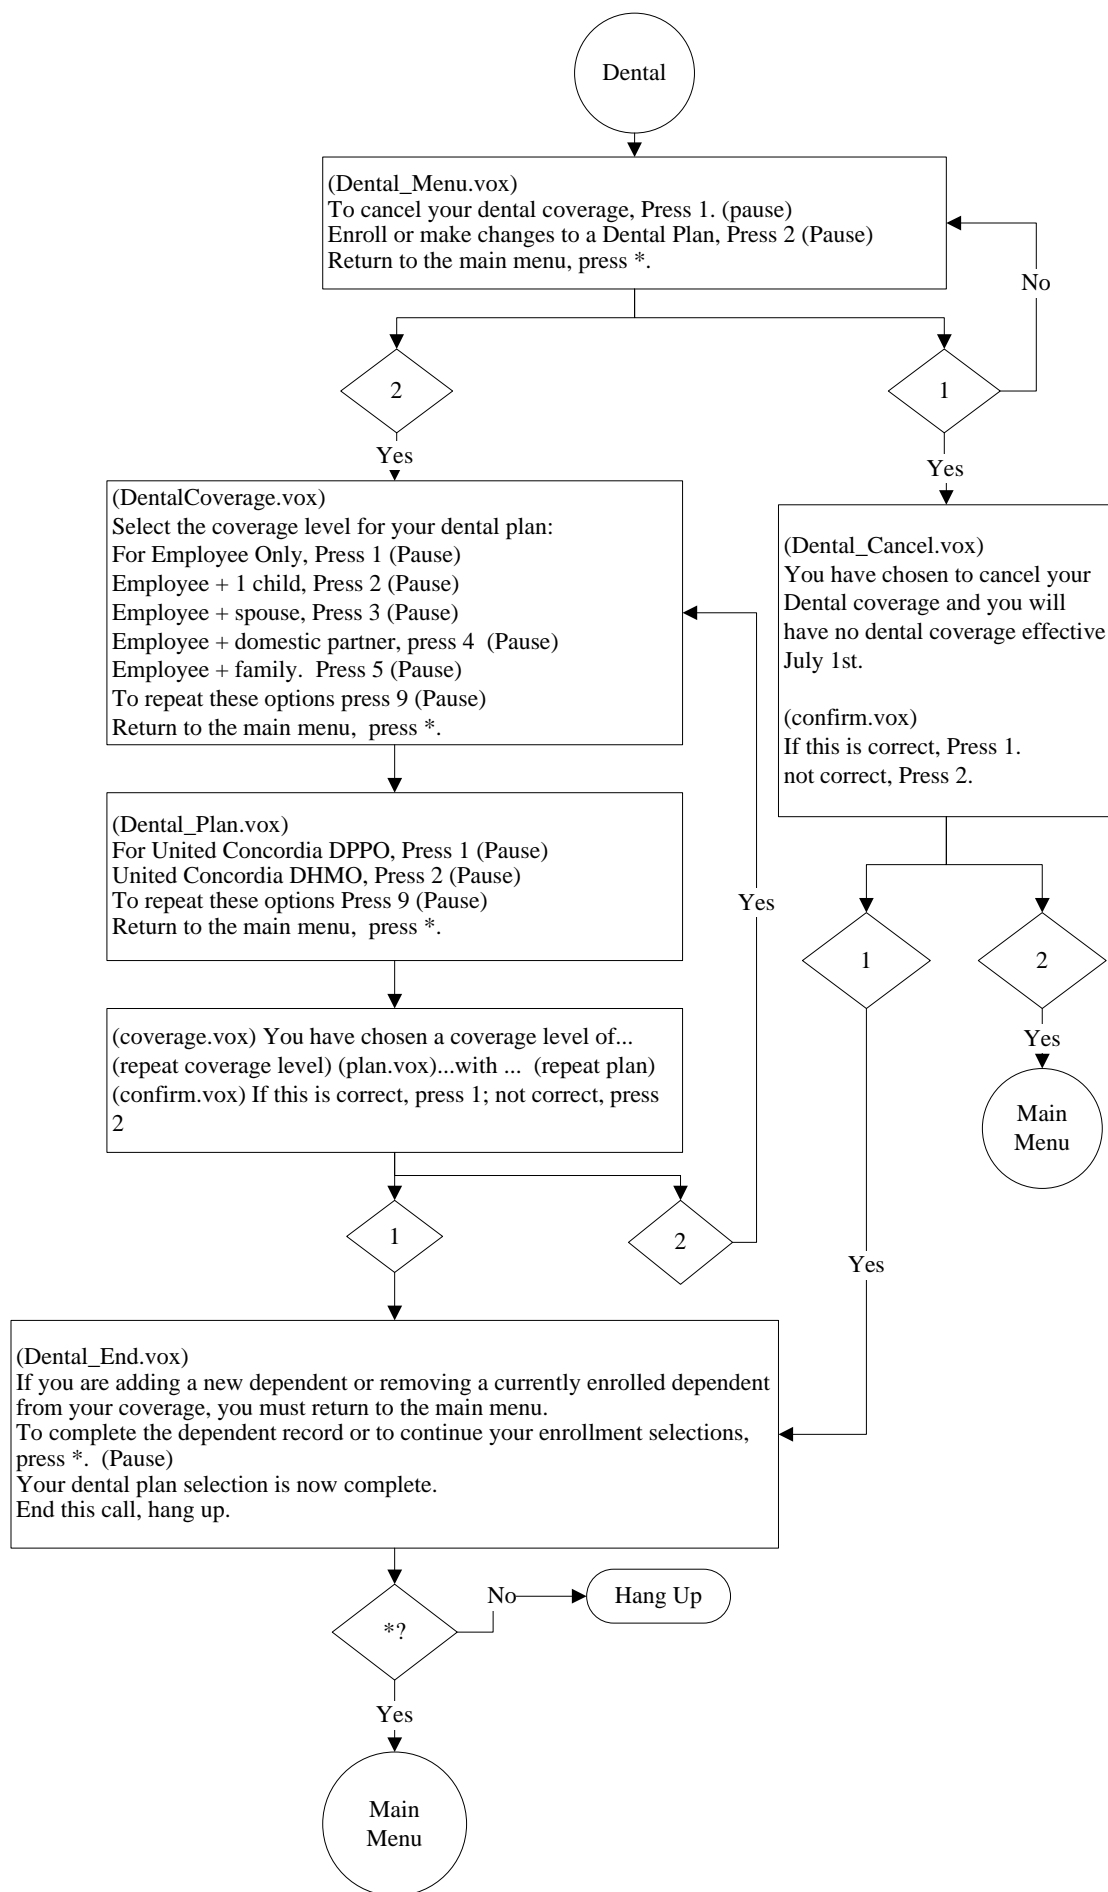 Dental
(Dental_Menu.vox)
To cancel your dental coverage, Press 1. (pause)
Enroll or make changes to a Dental Plan, Press 2 (Pause)
Return to the main menu, press *.
No
2
1
Yes
Yes
(DentalCoverage.vox)
Select the coverage level for your dental plan:
For Employee Only, Press 1 (Pause)
Employee + 1 child, Press 2 (Pause)
Employee + spouse, Press 3 (Pause)
Employee + domestic partner, press 4  (Pause)
Employee + family.  Press 5 (Pause)
To repeat these options press 9 (Pause)
Return to the main menu,  press *.
(Dental_Cancel.vox)
You have chosen to cancel your
Dental coverage and you will
have no dental coverage effective
July 1st.
(confirm.vox)
If this is correct, Press 1.
not correct, Press 2.
(Dental_Plan.vox)
For United Concordia DPPO, Press 1 (Pause)
United Concordia DHMO, Press 2 (Pause)
To repeat these options Press 9 (Pause)
Return to the main menu,  press *.
Yes
1
2
(coverage.vox) You have chosen a coverage level of...
(repeat coverage level) (plan.vox)...with ...  (repeat plan)
(confirm.vox) If this is correct, press 1; not correct, press
2
Yes
Main
Menu
1
2
Yes
(Dental_End.vox)
If you are adding a new dependent or removing a currently enrolled dependent
from your coverage, you must return to the main menu.
To complete the dependent record or to continue your enrollment selections,
press *.  (Pause)
Your dental plan selection is now complete.
End this call, hang up.
No
Hang Up
*?
Yes
Main
Menu